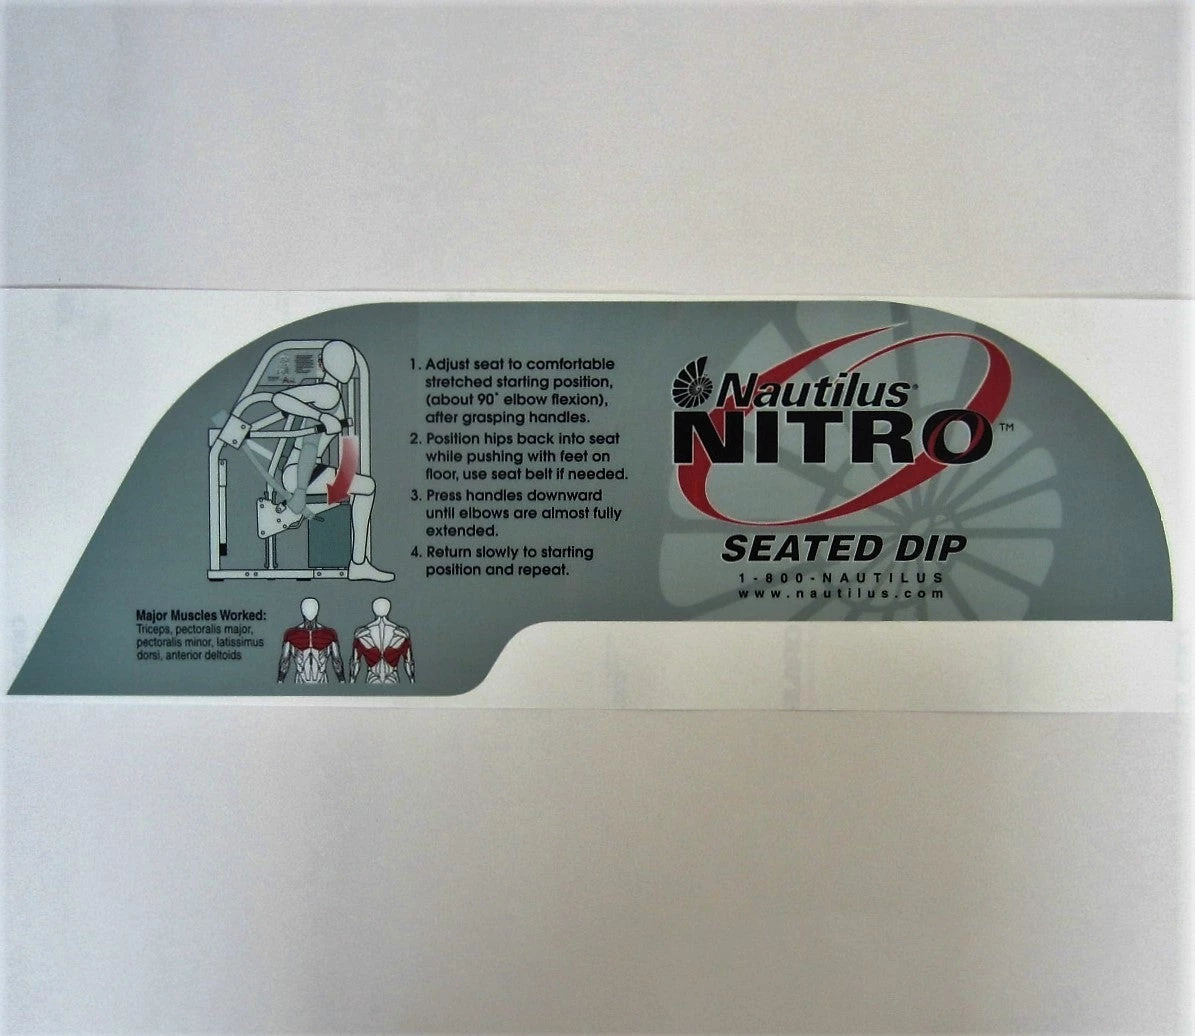 1. Adjust seat to comfortable
stretched starting position,
(about 90° elbow flexion),
after grasping handles.
2. Position hips back into seat
while pushing with feet on
floor, use seat belt if needed.
3. Press handles downward
until elbows are almost fully
extended.
4. Return slowly to starting
position and repeat.
Major Muscles Worked:
Triceps, pectoralis major,
pectoralis minor, latissimus
dorsi, anterior deltoids
Nautilus®
NITRO™
SEATED DIP
1-800-NAUTILUS
www.nautilus.com